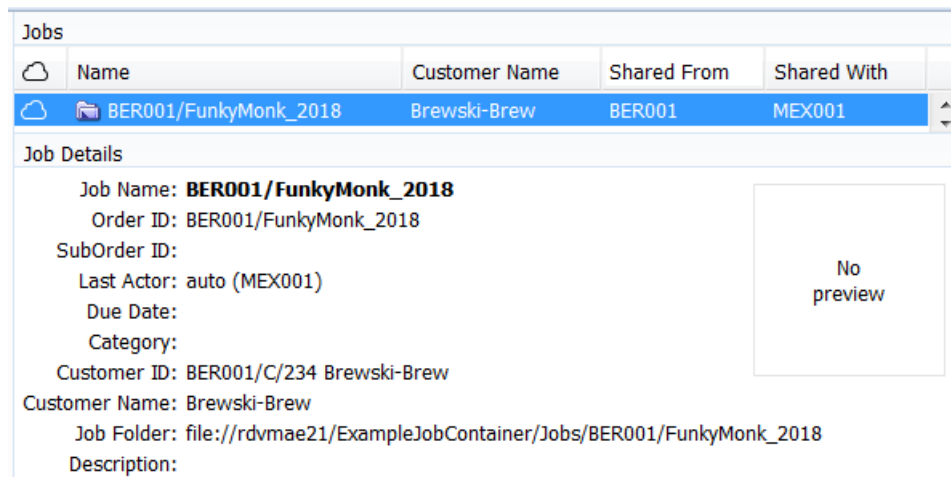 Jobs
Name Customer Name Shared From Shared With
BER001/FunkyMonk_2018 Brewski-Brew BER001 MEX001
Job Details
Job Name: BER001/FunkyMonk_2018
Order ID: BER001/FunkyMonk_2018
SubOrder ID:
Last Actor: auto (MEX001)
Due Date:
Category:
Customer ID: BER001/C/234 Brewski-Brew
Customer Name: Brewski-Brew
Job Folder: file://rdvmae21/ExampleJobContainer/Jobs/BER001/FunkyMonk_2018
Description:
No
preview